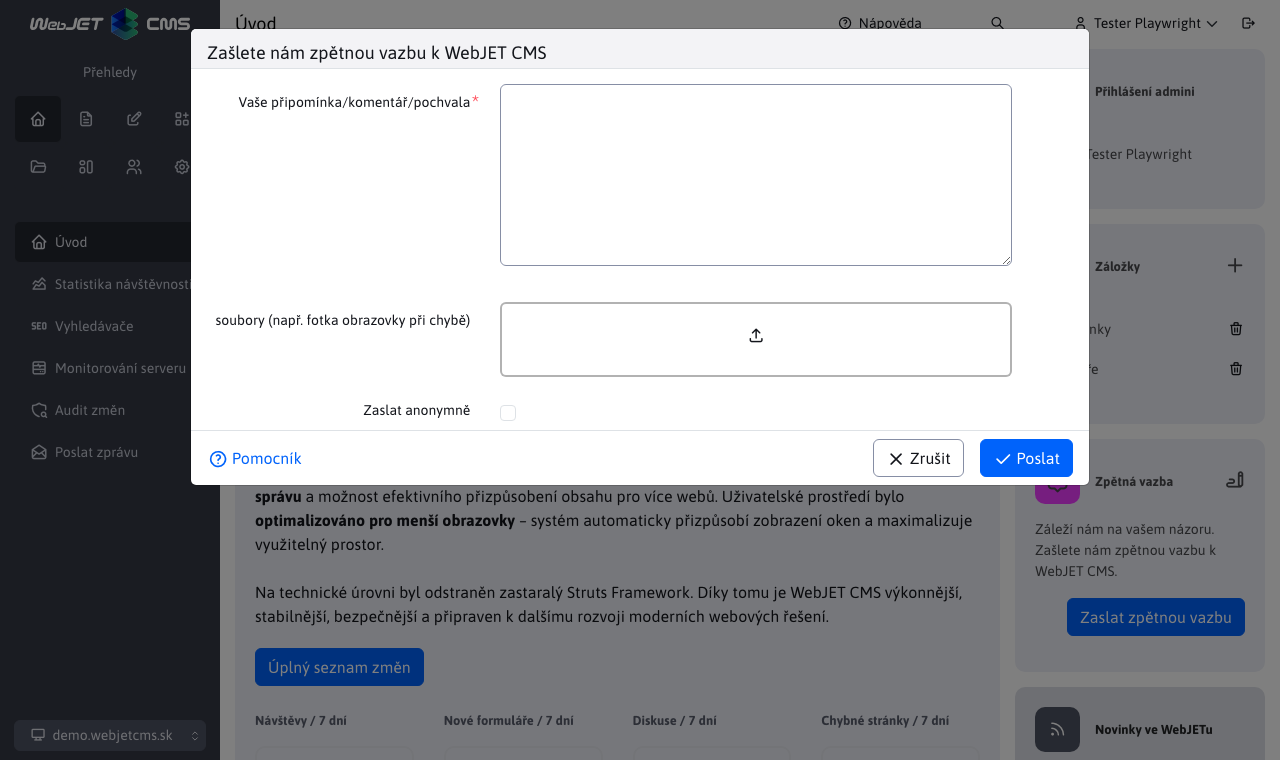 WebJET CMS
Přehledy
Úvod
Statistika návštěvnosti
SEO Vyhledávače
Monitorování serveru
Audit změn
Poslat zprávu
demo.webjetcms.sk
Úvod
Nápověda
Tester Playwright
Zašlete nám zpětnou vazbu k WebJET CMS
Vaše připomínka/komentář/pochvala*
soubory (např. fotka obrazovky při chybě)
Zaslat anonymně
Pomocník
Zrušit
Poslat
správu a možnost efektivního přizpůsobení obsahu pro více webů. Uživatelské prostředí bylo
optimalizováno pro menší obrazovky – systém automaticky přizpůsobí zobrazení oken a maximalizuje
využitelný prostor.
Na technické úrovni byl odstraněn zastaralý Struts Framework. Díky tomu je WebJET CMS výkonnější,
stabilnější, bezpečnější a připraven k dalšímu rozvoji moderních webových řešení.
Úplný seznam změn
Návštěvy / 7 dní
Nové formuláře / 7 dní
Diskuse / 7 dní
Chybné stránky / 7 dní
Přihlášení admini
Tester Playwright
Záložky
Zpětná vazba
Záleží nám na vašem názoru.
Zašlete nám zpětnou vazbu k
WebJET CMS.
Zaslat zpětnou vazbu
Novinky ve WebJETu